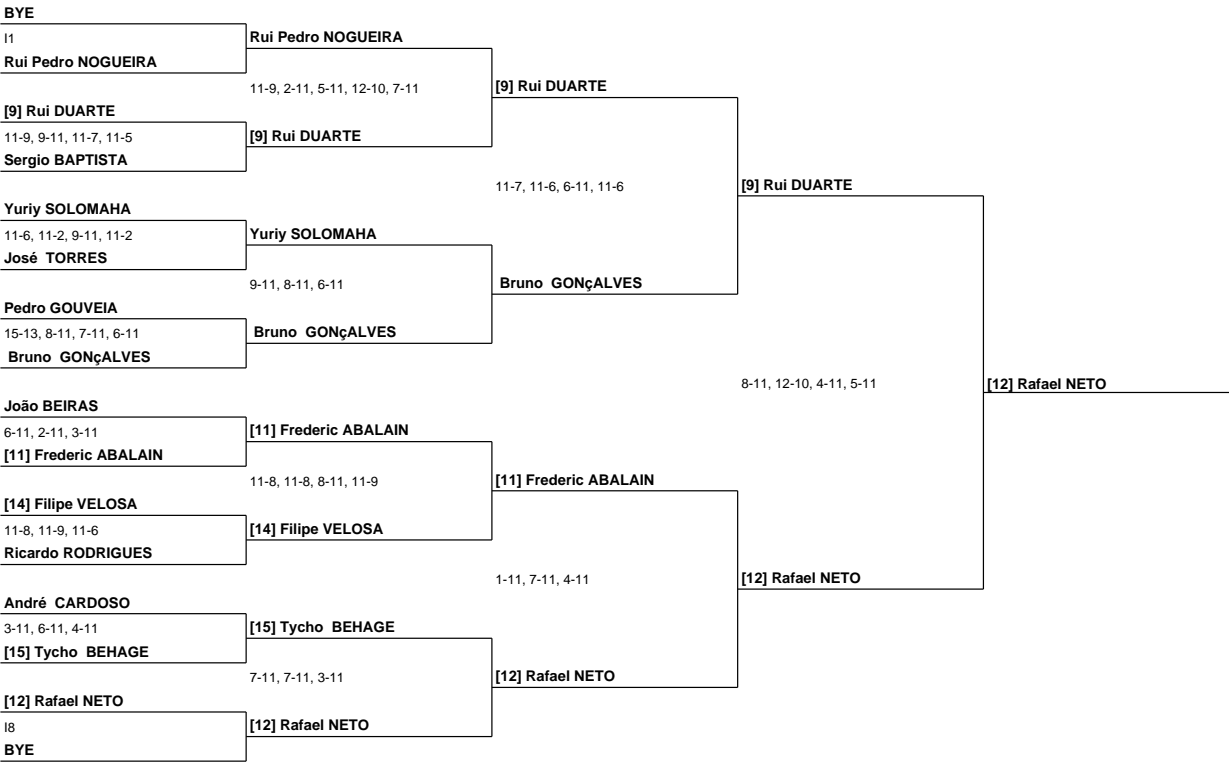 BYE
I1
Rui Pedro NOGUEIRA
[9] Rui DUARTE
11-9, 9-11, 11-7, 11-5
Sergio BAPTISTA
Yuriy SOLOMAHA
11-6, 11-2, 9-11, 11-2
José TORRES
Pedro GOUVEIA
15-13, 8-11, 7-11, 6-11
Bruno GONçALVES
João BEIRAS
6-11, 2-11, 3-11
[11] Frederic ABALAIN
[14] Filipe VELOSA
11-8, 11-9, 11-6
Ricardo RODRIGUES
André CARDOSO
3-11, 6-11, 4-11
[15] Tycho BEHAGE
[12] Rafael NETO
I8
BYE
Rui Pedro NOGUEIRA
11-9, 2-11, 5-11, 12-10, 7-11
[9] Rui DUARTE
Yuriy SOLOMAHA
9-11, 8-11, 6-11
Bruno GONçALVES
[11] Frederic ABALAIN
11-8, 11-8, 8-11, 11-9
[14] Filipe VELOSA
[15] Tycho BEHAGE
7-11, 7-11, 3-11
[12] Rafael NETO
[9] Rui DUARTE
11-7, 11-6, 6-11, 11-6
Bruno GONçALVES
[11] Frederic ABALAIN
1-11, 7-11, 4-11
[12] Rafael NETO
[9] Rui DUARTE
8-11, 12-10, 4-11, 5-11
[12] Rafael NETO
[12] Rafael NETO